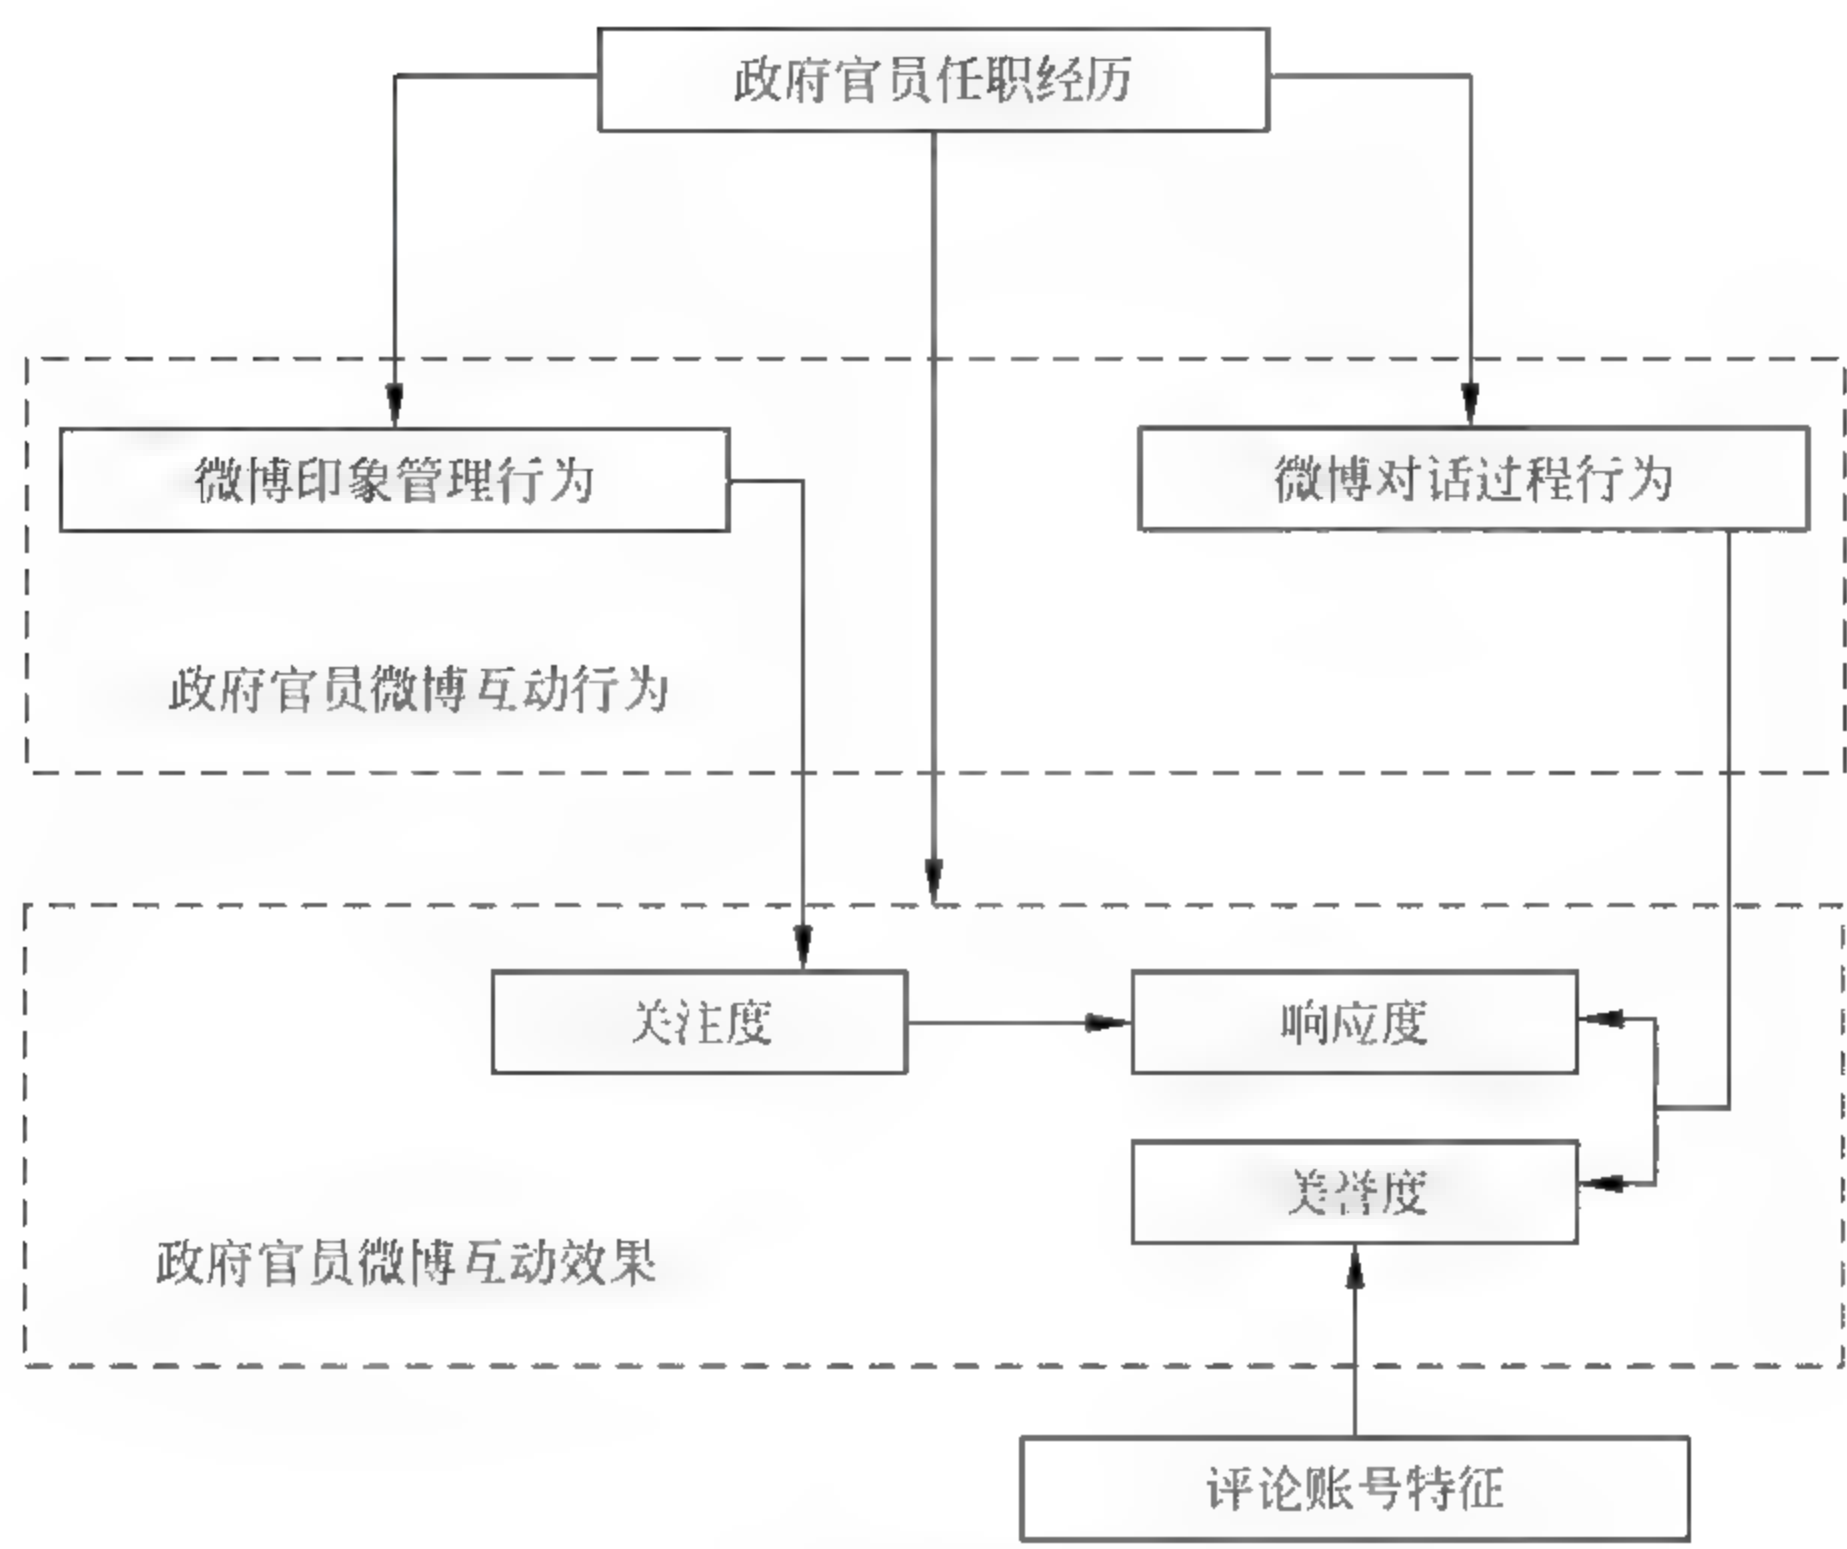 政府官员任职经历
微博印象管理行为
微博对话过程行为
政府官员微博互动行为
关注度
响应度
美誉度
政府官员微博互动效果
评论账号特征